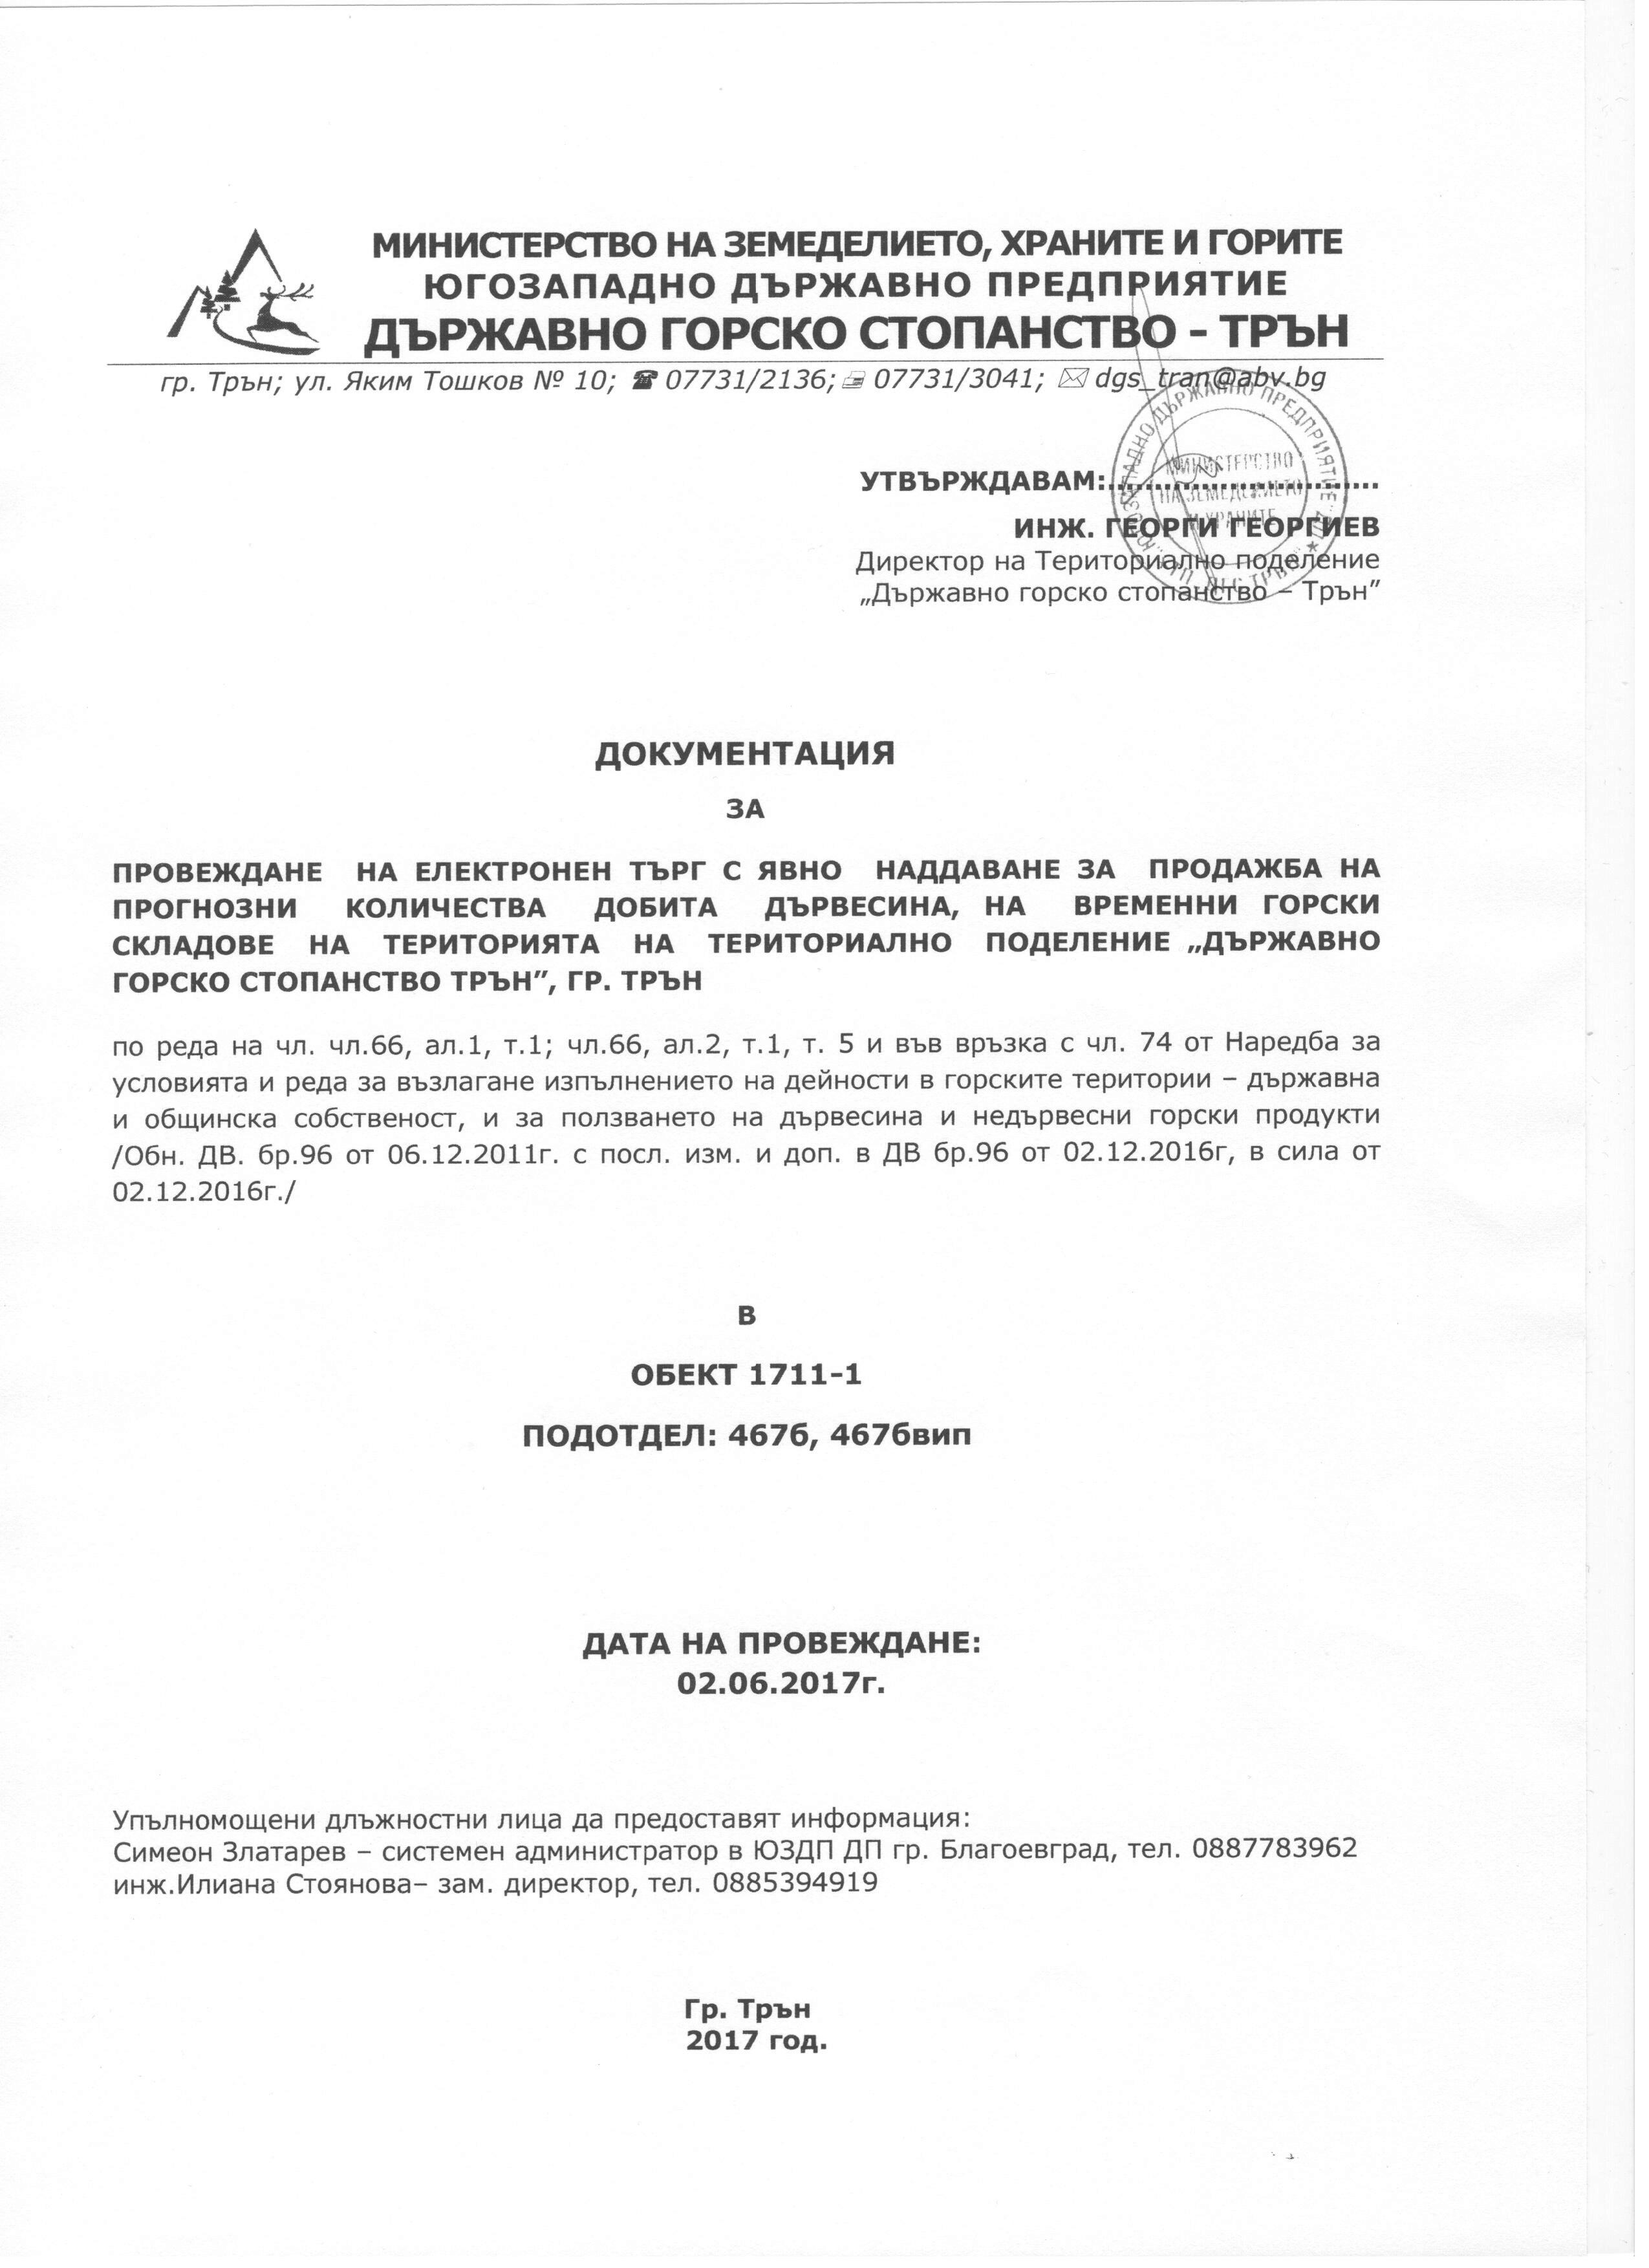 МИНИСТЕРСТВО НА ЗЕМЕДЕЛИЕТО, ХРАНИТЕ И ГОРИТЕ
ЮГОЗАПАДНО ДЪРЖАВНО ПРЕДПРИЯТИЕ
ДЪРЖАВНО ГОРСКО СТОПАНСТВО - ТРЪН
гр. Трън; ул. Яким Тошков № 10; ☎ 07731/2136; 07731/3041; ✉ dgs_tran@abv.bg
УТВЪРЖДАВАМ:..............................
ИНЖ. ГЕОРГИ ГЕОРГИЕВ
Директор на Териториално поделение
„Държавно горско стопанство – Трън”
МИНИСТЕРСТВО
НА ЗЕМЕДЕЛИЕТО
И ХРАНИТЕ
ДОКУМЕНТАЦИЯ
ЗА
ПРОВЕЖДАНЕ НА ЕЛЕКТРОНЕН ТЪРГ С ЯВНО НАДДАВАНЕ ЗА ПРОДАЖБА НА
ПРОГНОЗНИ КОЛИЧЕСТВА ДОБИТА ДЪРВЕСИНА, НА ВРЕМЕННИ ГОРСКИ
СКЛАДОВЕ НА ТЕРИТОРИЯТА НА ТЕРИТОРИАЛНО ПОДЕЛЕНИЕ „ДЪРЖАВНО
ГОРСКО СТОПАНСТВО ТРЪН”, ГР. ТРЪН
по реда на чл. чл.66, ал.1, т.1; чл.66, ал.2, т.1, т. 5 и във връзка с чл. 74 от Наредба за
условията и реда за възлагане изпълнението на дейности в горските територии – държавна
и общинска собственост, и за ползването на дървесина и недървесни горски продукти
/Обн. ДВ. бр.96 от 06.12.2011г. с посл. изм. и доп. в ДВ бр.96 от 02.12.2016г, в сила от
02.12.2016г./
В
ОБЕКТ 1711-1
ПОДОТДЕЛ: 467б, 467бвип
ДАТА НА ПРОВЕЖДАНЕ:
02.06.2017г.
Упълномощени длъжностни лица да предоставят информация:
Симеон Златарев – системен администратор в ЮЗДП ДП гр. Благоевград, тел. 0887783962
инж.Илиана Стоянова– зам. директор, тел. 0885394919
Гр. Трън
2017 год.